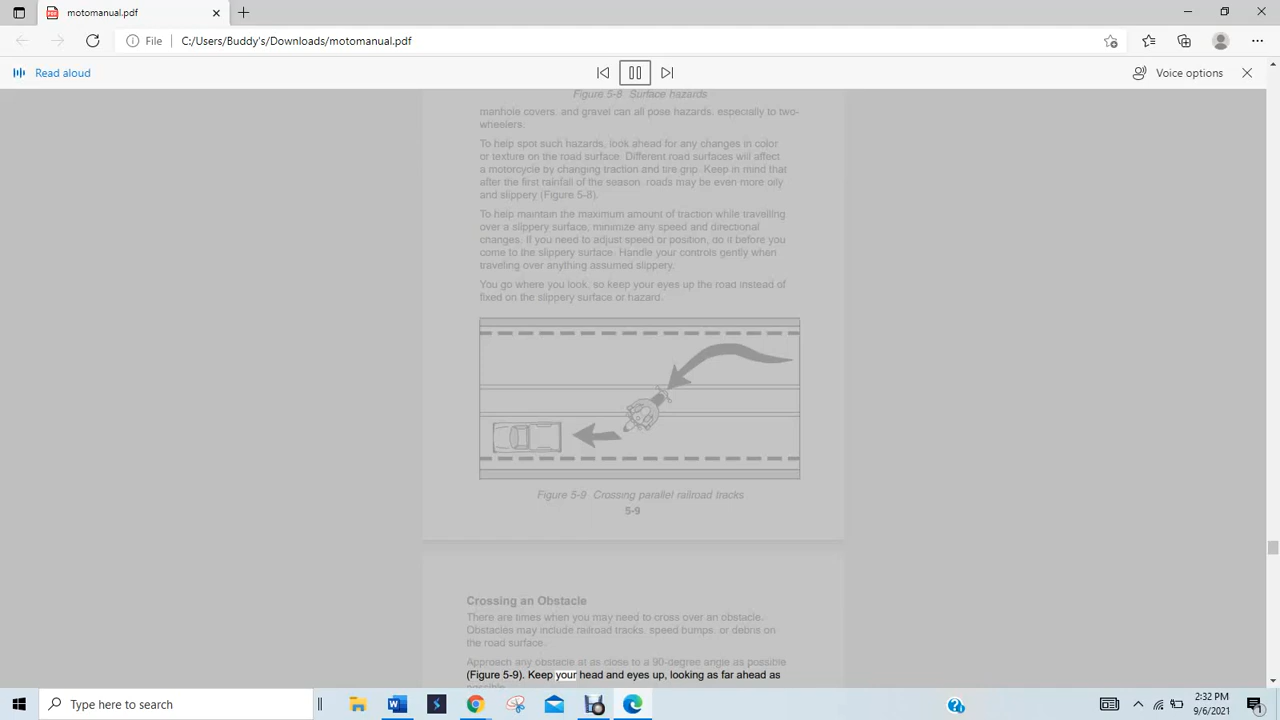 motomanual.pdf
File C:/Users/Buddy's/Downloads/motomanual.pdf
Read aloud
Voice options
Figure 5-8 Surface hazards
manhole covers, and gravel can all pose hazards, especially to two-
wheelers.
To help spot such hazards, look ahead for any changes in color
or texture on the road surface. Different road surfaces will affect
a motorcycle by changing traction and tire grip. Keep in mind that
after the first rainfall of the season, roads may be even more oily
and slippery (Figure 5-8).
To help maintain the maximum amount of traction while travelling
over a slippery surface, minimize any speed and directional
changes. If you need to adjust speed or position, do it before you
come to the slippery surface. Handle your controls gently when
traveling over anything assumed slippery.
You go where you look, so keep your eyes up the road instead of
fixed on the slippery surface or hazard.
Figure 5-9 Crossing parallel railroad tracks
5-9
Crossing an Obstacle
There are times when you may need to cross over an obstacle.
Obstacles may include railroad tracks, speed bumps, or debris on
the road surface.
Approach any obstacle at as close to a 90-degree angle as possible
(Figure 5-9). Keep your head and eyes up, looking as far ahead as
possible
Type here to search
2:32 PM
9/6/2021
1